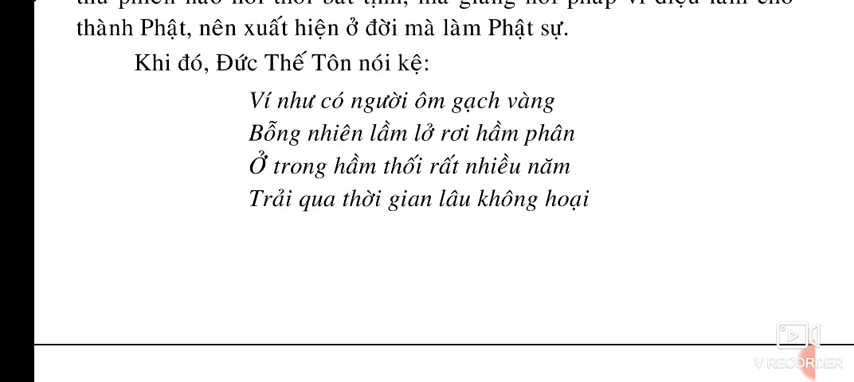 thành Phật, nên xuất hiện ở đời mà làm Phật sự.
Khi đó, Đức Thế Tôn nói kệ:
Ví như có người ôm gạch vàng
Bỗng nhiên lầm lở rơi hầm phân
Ở trong hầm thối rất nhiều năm
Trải qua thời gian lâu không hoại
V RECORDER